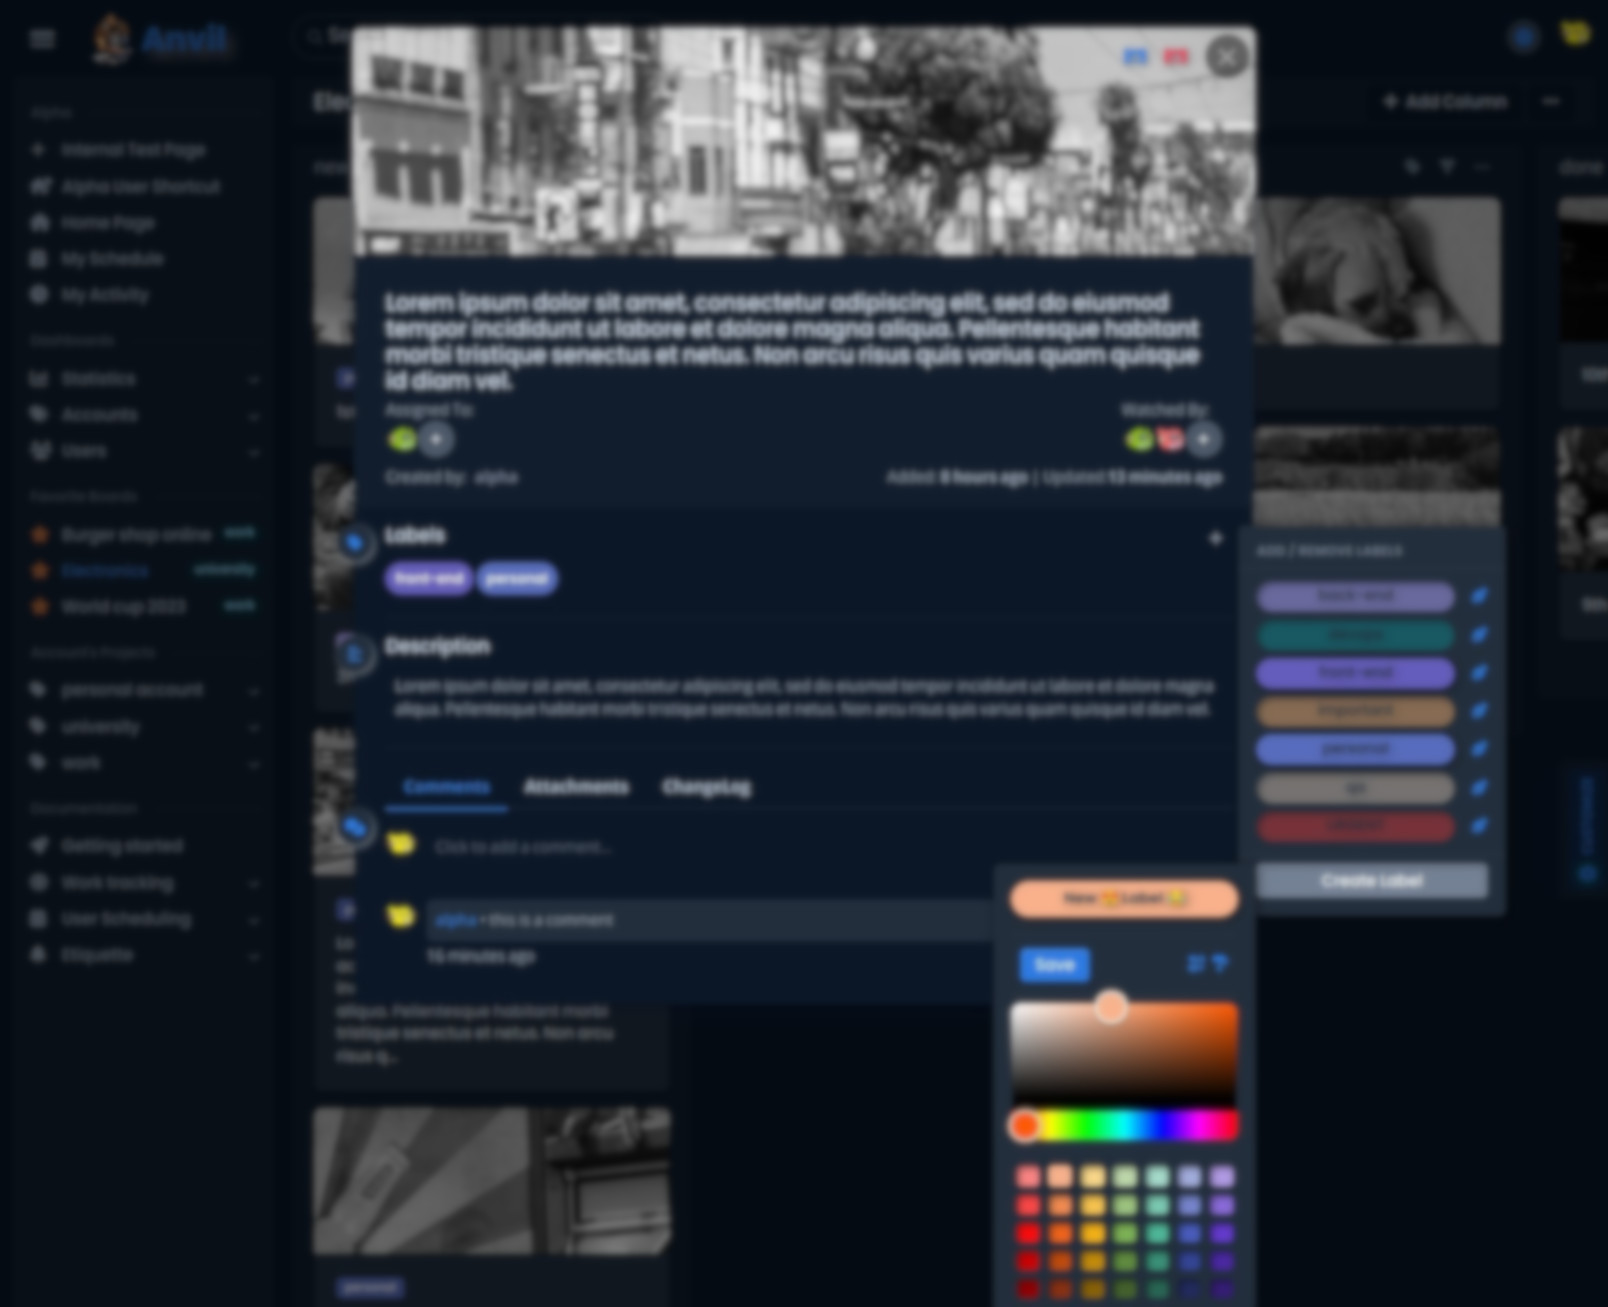 Anvil
Add Column
Alpha
Internal Test Page
Alpha User Shortcut
Home Page
My Schedule
My Activity
Dashboards
Statistics
Accounts
Users
Favorite Boards
Burger shop online work
Electronics university
World cup 2023 work
Account's Projects
personal account
university
work
Documentation
Getting started
Work tracking
User Scheduling
Etiquette
done
Lorem ipsum dolor sit amet, consectetur adipiscing elit, sed do eiusmod
tempor incididunt ut labore et dolore magna aliqua. Pellentesque habitant
morbi tristique senectus et netus. Non arcu risus quis varius quam quisque
id diam vel.
Assigned To:
Watched By:
Created by: alpha
Added: 8 hours ago | Updated 13 minutes ago
Labels
front-end personal
Description
Lorem ipsum dolor sit amet, consectetur adipiscing elit, sed do eiusmod tempor incididunt ut labore et dolore magna
aliqua. Pellentesque habitant morbi tristique senectus et netus. Non arcu risus quis varius quam quisque id diam vel.
Comments Attachments ChangeLog
Click to add a comment...
alpha • this is a comment
15 minutes ago
ADD / REMOVE LABELS
back-end
front-end
important
personal
Create Label
New 😍 Label
Save
aliqua. Pellentesque habitant morbi
tristique senectus et netus. Non arcu
risus q...
personal